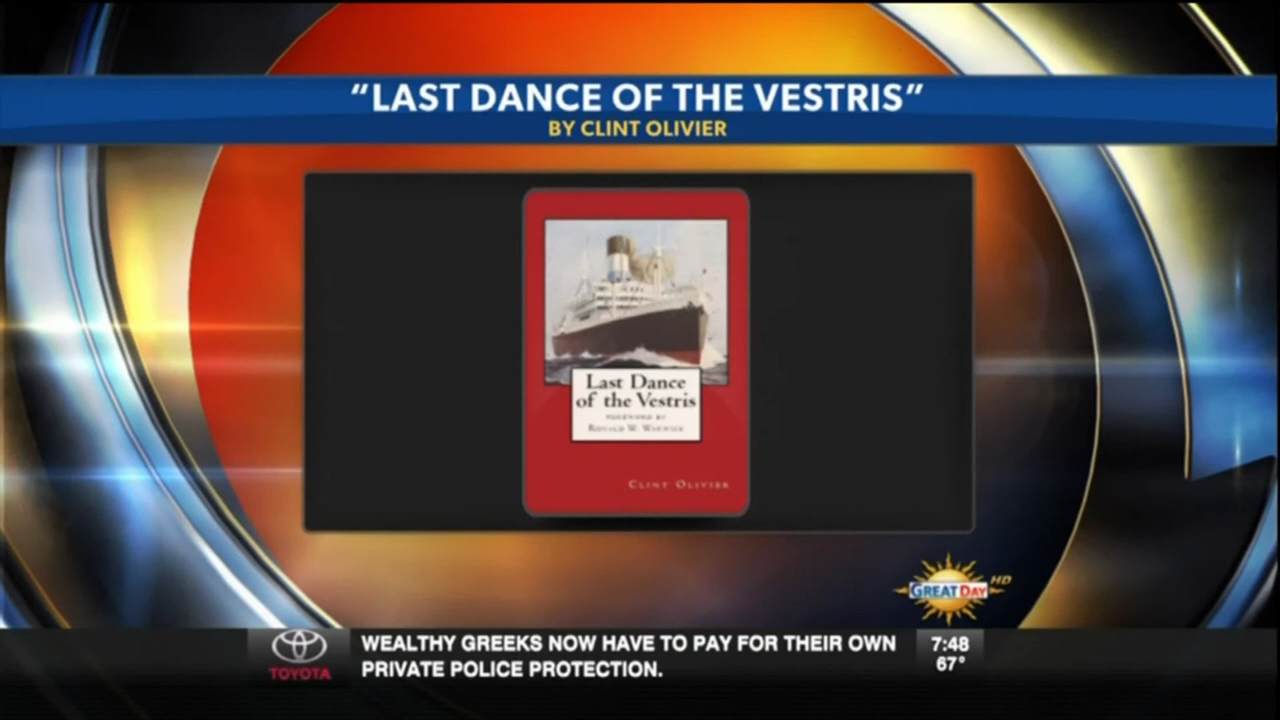 “LAST DANCE OF THE VESTRIS”
BY CLINT OLIVIER
Last Dance
of the Vestris
FOREWORD BY
RONALD W. WARWICK
CLINT OLIVIER
GREAT DAY HD
TOYOTA
WEALTHY GREEKS NOW HAVE TO PAY FOR THEIR OWN
PRIVATE POLICE PROTECTION.
7:48
67°